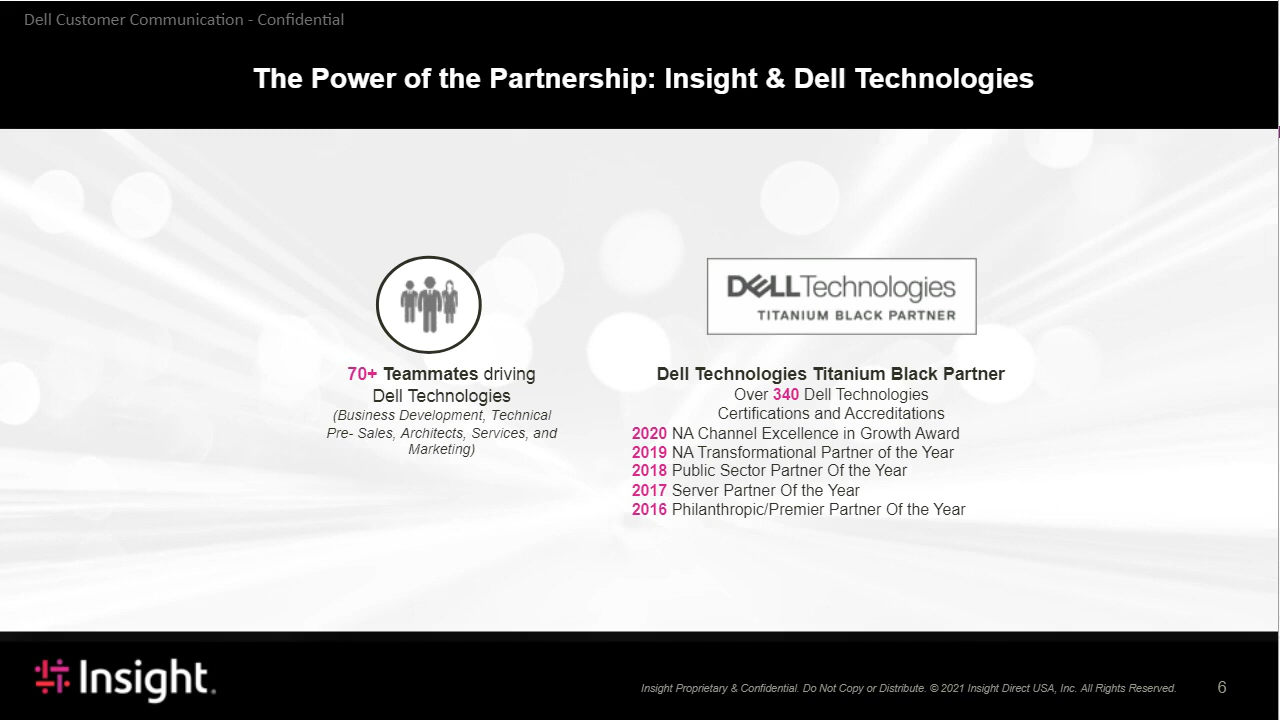 Dell Customer Communication - Confidential
The Power of the Partnership: Insight & Dell Technologies
70+ Teammates driving
Dell Technologies
(Business Development, Technical
Pre- Sales, Architects, Services, and
Marketing)
DELLTechnologies
TITANIUM BLACK PARTNER
Dell Technologies Titanium Black Partner
Over 340 Dell Technologies
Certifications and Accreditations
2020 NA Channel Excellence in Growth Award
2019 NA Transformational Partner of the Year
2018 Public Sector Partner Of the Year
2017 Server Partner Of the Year
2016 Philanthropic/Premier Partner Of the Year
Insight.
Insight Proprietary & Confidential. Do Not Copy or Distribute. © 2021 Insight Direct USA, Inc. All Rights Reserved.
6